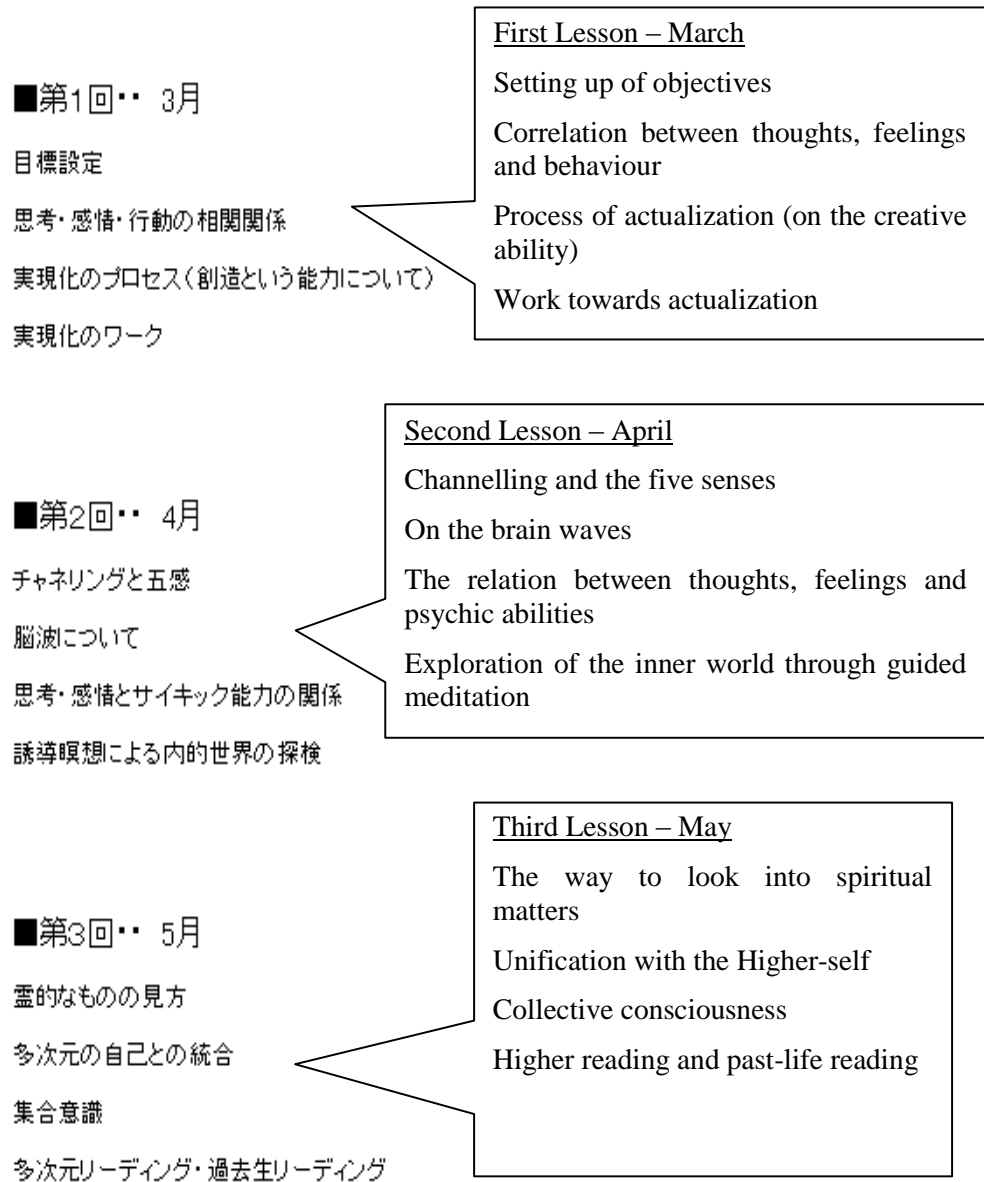 ■第1回‥ 3月
目標設定
思考・感情・行動の相関関係
実現化のプロセス(創造という能力について)
実現化のワーク
First Lesson – March
Setting up of objectives
Correlation between thoughts, feelings
and behaviour
Process of actualization (on the creative
ability)
Work towards actualization
■第2回‥ 4月
チャネリングと五感
脳波について
思考・感情とサイキック能力の関係
誘導瞑想による内的世界の探検
Second Lesson – April
Channelling and the five senses
On the brain waves
The relation between thoughts, feelings and
psychic abilities
Exploration of the inner world through guided
meditation
■第3回‥ 5月
霊的なものの見方
多次元の自己との統合
集合意識
多次元リーディング・過去生リーディング
Third Lesson – May
The way to look into spiritual
matters
Unification with the Higher-self
Collective consciousness
Higher reading and past-life reading